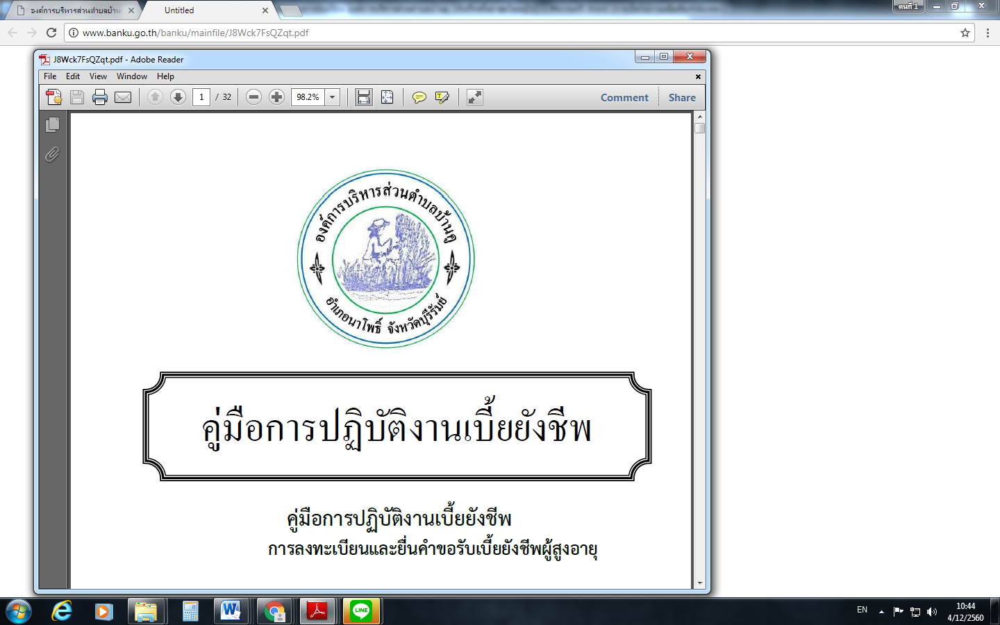 องค์การบริหารส่วนตำบลบ้าน
Untitled
คนที่ 1
www.banku.go.th/banku/mainfile/J8Wck7FsQZqt.pdf
J8Wck7FsQZqt.pdf - Adobe Reader
File Edit View Window Help
1 / 32 98.2% Comment Share
องค์การบริหารส่วนตำบลบ้านคู
อำเภอนาโพธิ์ จังหวัดบุรีรัมย์
คู่มือการปฏิบัติงานเบี้ยยังชีพ
คู่มือการปฏิบัติงานเบี้ยยังชีพ
การลงทะเบียนและยื่นคำขอรับเบี้ยยังชีพผู้สูงอายุ
LINE
EN
10:44
4/12/2560